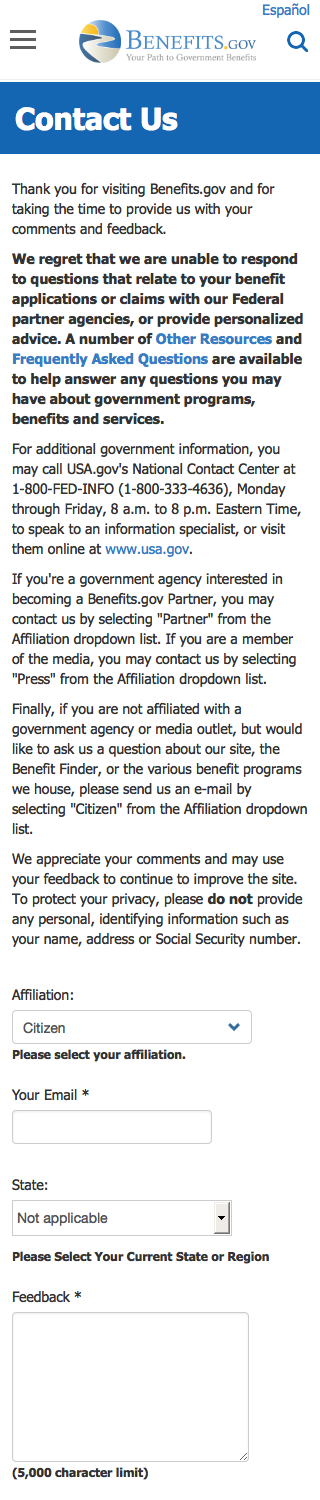 Español
BENEFITS.GOV
Your Path to Government Benefits
Contact Us
Thank you for visiting Benefits.gov and for
taking the time to provide us with your
comments and feedback.
We regret that we are unable to respond
to questions that relate to your benefit
applications or claims with our Federal
partner agencies, or provide personalized
advice. A number of Other Resources and
Frequently Asked Questions are available
to help answer any questions you may
have about government programs,
benefits and services.
For additional government information, you
may call USA.gov's National Contact Center at
1-800-FED-INFO (1-800-333-4636), Monday
through Friday, 8 a.m. to 8 p.m. Eastern Time,
to speak to an information specialist, or visit
them online at www.usa.gov.
If you're a government agency interested in
becoming a Benefits.gov Partner, you may
contact us by selecting "Partner" from the
Affiliation dropdown list. If you are a member
of the media, you may contact us by selecting
"Press" from the Affiliation dropdown list.
Finally, if you are not affiliated with a
government agency or media outlet, but would
like to ask us a question about our site, the
Benefit Finder, or the various benefit programs
we house, please send us an e-mail by
selecting "Citizen" from the Affiliation dropdown
list.
We appreciate your comments and may use
your feedback to continue to improve the site.
To protect your privacy, please do not provide
any personal, identifying information such as
your name, address or Social Security number.
Affiliation:
Citizen
Please select your affiliation.
Your Email *
State:
Not applicable
Please Select Your Current State or Region
Feedback *
(5,000 character limit)